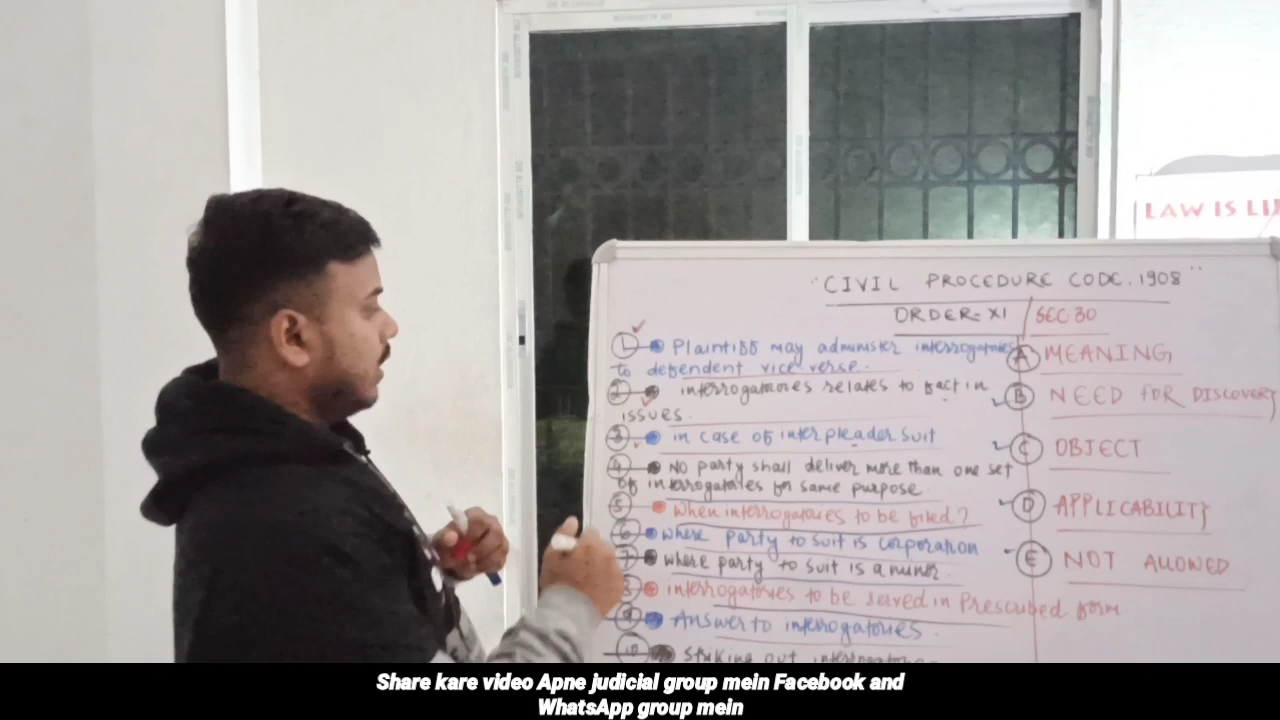 LAW IS LI
"CIVIL PROCEDURE CODE, 1908"
ORDER-XI / SEC.30
1 Plaintiff may administer interrogatories
to defendent vice verse.
2 interrogatories relates to fact in
issues.
3 in case of interpleader suit
4 NO party shall deliver more than one set
of interrogatories for same purpose
5 when interrogatories to be filed?
6 where party to suit is corporation
7 where party to suit is a minor.
8 interrogatories to be served in Prescribed form
9 Answer to interrogatories.
10 Striking out interrogatories
A MEANING
B NEED FOR DISCOVERY
C OBJECT
D APPLICABILITY
E NOT ALLOWED
Share kare video Apne judicial group mein Facebook and
WhatsApp group mein